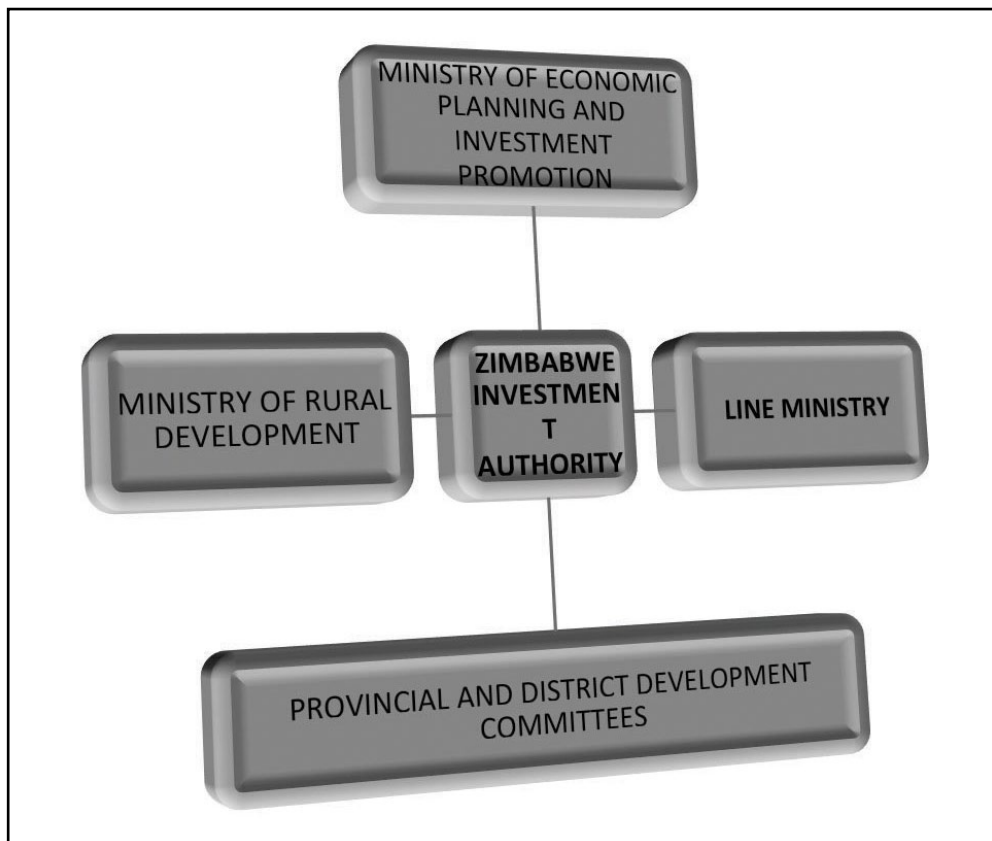 MINISTRY OF ECONOMIC
PLANNING AND
INVESTMENT
PROMOTION
MINISTRY OF RURAL
DEVELOPMENT
ZIMBABWE
INVESTMEN
T
AUTHORITY
LINE MINISTRY
PROVINCIAL AND DISTRICT DEVELOPMENT
COMMITTEES